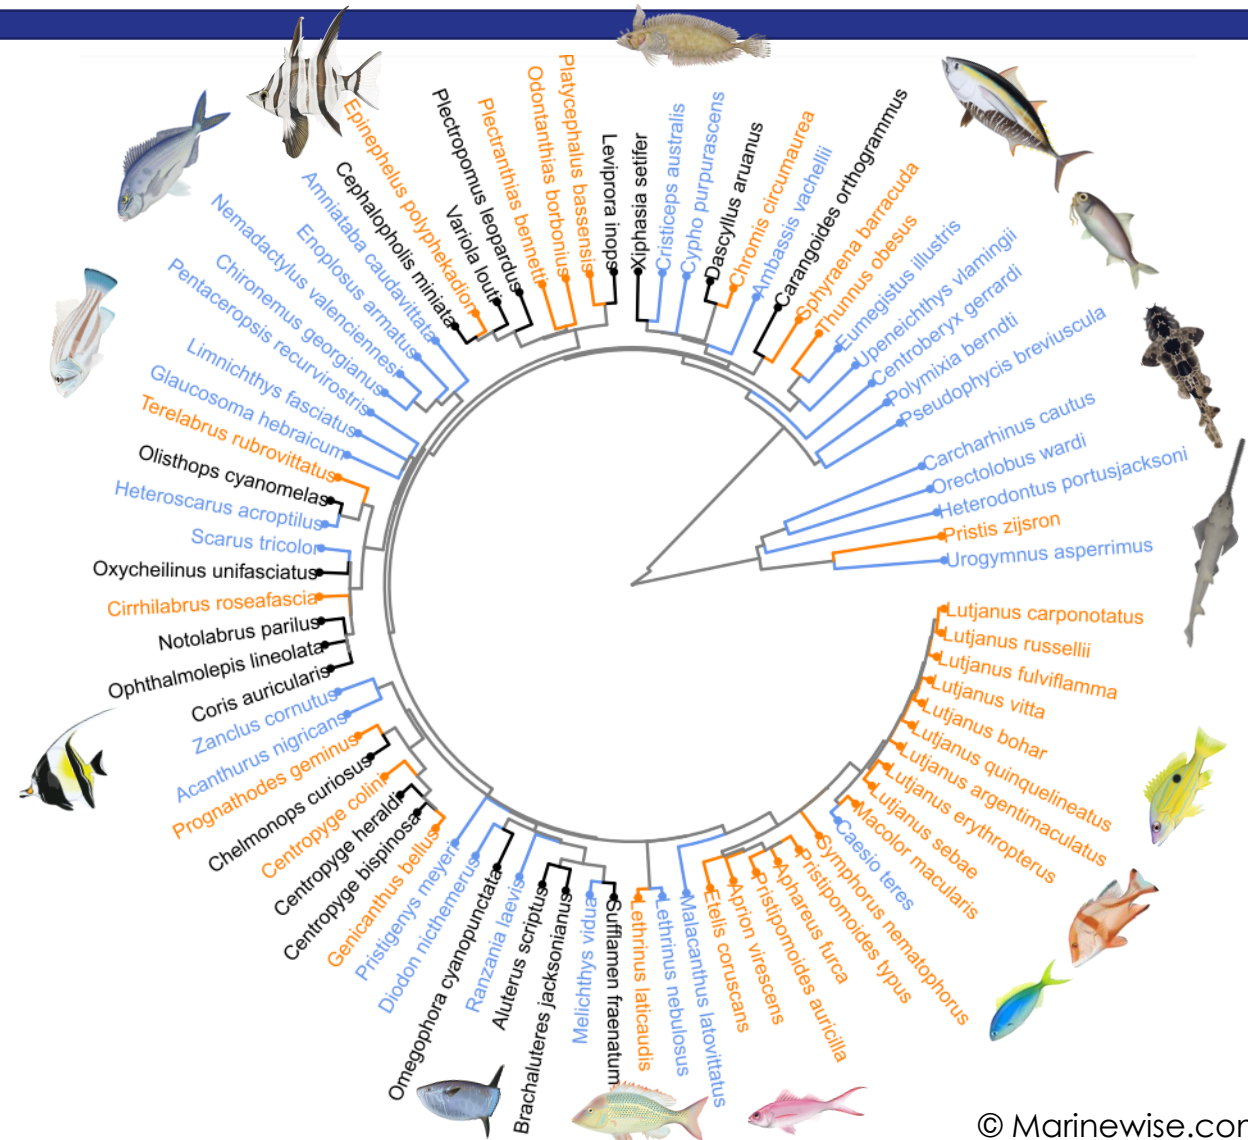 Epinephelus polyphekadion
Cephalopholis miniata
Variola louti
Plectropomus leopardus
Plectranthias bennetti
Odontanthias borbonius
Platycephalus bassensis
Leviprora inops
Xiphasia setifer
Cristiceps australis
Cypho purpurascens
Dascyllus aruanus
Chromis circumaurea
Ambassis vachellii
Carangoides orthogrammus
Sphyraena barracuda
Thunnus obesus
Eumegistus illustris
Upeneichthys vlamingii
Centroberyx gerrardi
Polymixia berndti
Pseudophycis breviuscula
Carcharhinus cautus
Orectolobus wardi
Heterodontus portusjacksoni
Pristis zijsron
Urogymnus asperrimus
Lutjanus carponotatus
Lutjanus russellii
Lutjanus fulviflamma
Lutjanus vitta
Lutjanus bohar
Lutjanus quinquelineatus
Lutjanus argentimaculatus
Lutjanus erythropterus
Lutjanus sebae
Macolor macularis
Caesio teres
Symphorus nematophorus
Pristipomoides typus
Aphareus furca
Pristipomoides auricilla
Aprion virescens
Etelis coruscans
Malacanthus latovittatus
Lethrinus nebulosus
Lethrinus laticaudis
Sufflamen fraenatum
Melichthys vidua
Brachaluteres jacksonianus
Aluterus scriptus
Ranzania laevis
Omegophora cyanopunctata
Diodon nicthemerus
Pristigenys meyeri
Genicanthus bellus
Centropyge bispinosa
Centropyge heraldi
Centropyge colini
Chelmonops curiosus
Prognathodes geminus
Acanthurus nigricans
Zanclus cornutus
Coris auricularis
Ophthalmolepis lineolata
Notolabrus parilus
Cirrhilabrus roseafascia
Oxycheilinus unifasciatus
Scarus tricolor
Heteroscarus acroptilus
Olisthops cyanomelas
Terelabrus rubrovittatus
Glaucosoma hebraicum
Limnichthys fasciatus
Pentaceropsis recurvirostris
Chironemus georgianus
Nemadactylus valenciennesi
Enoplosus armatus
Amniataba caudavittata
© Marinewise.cor